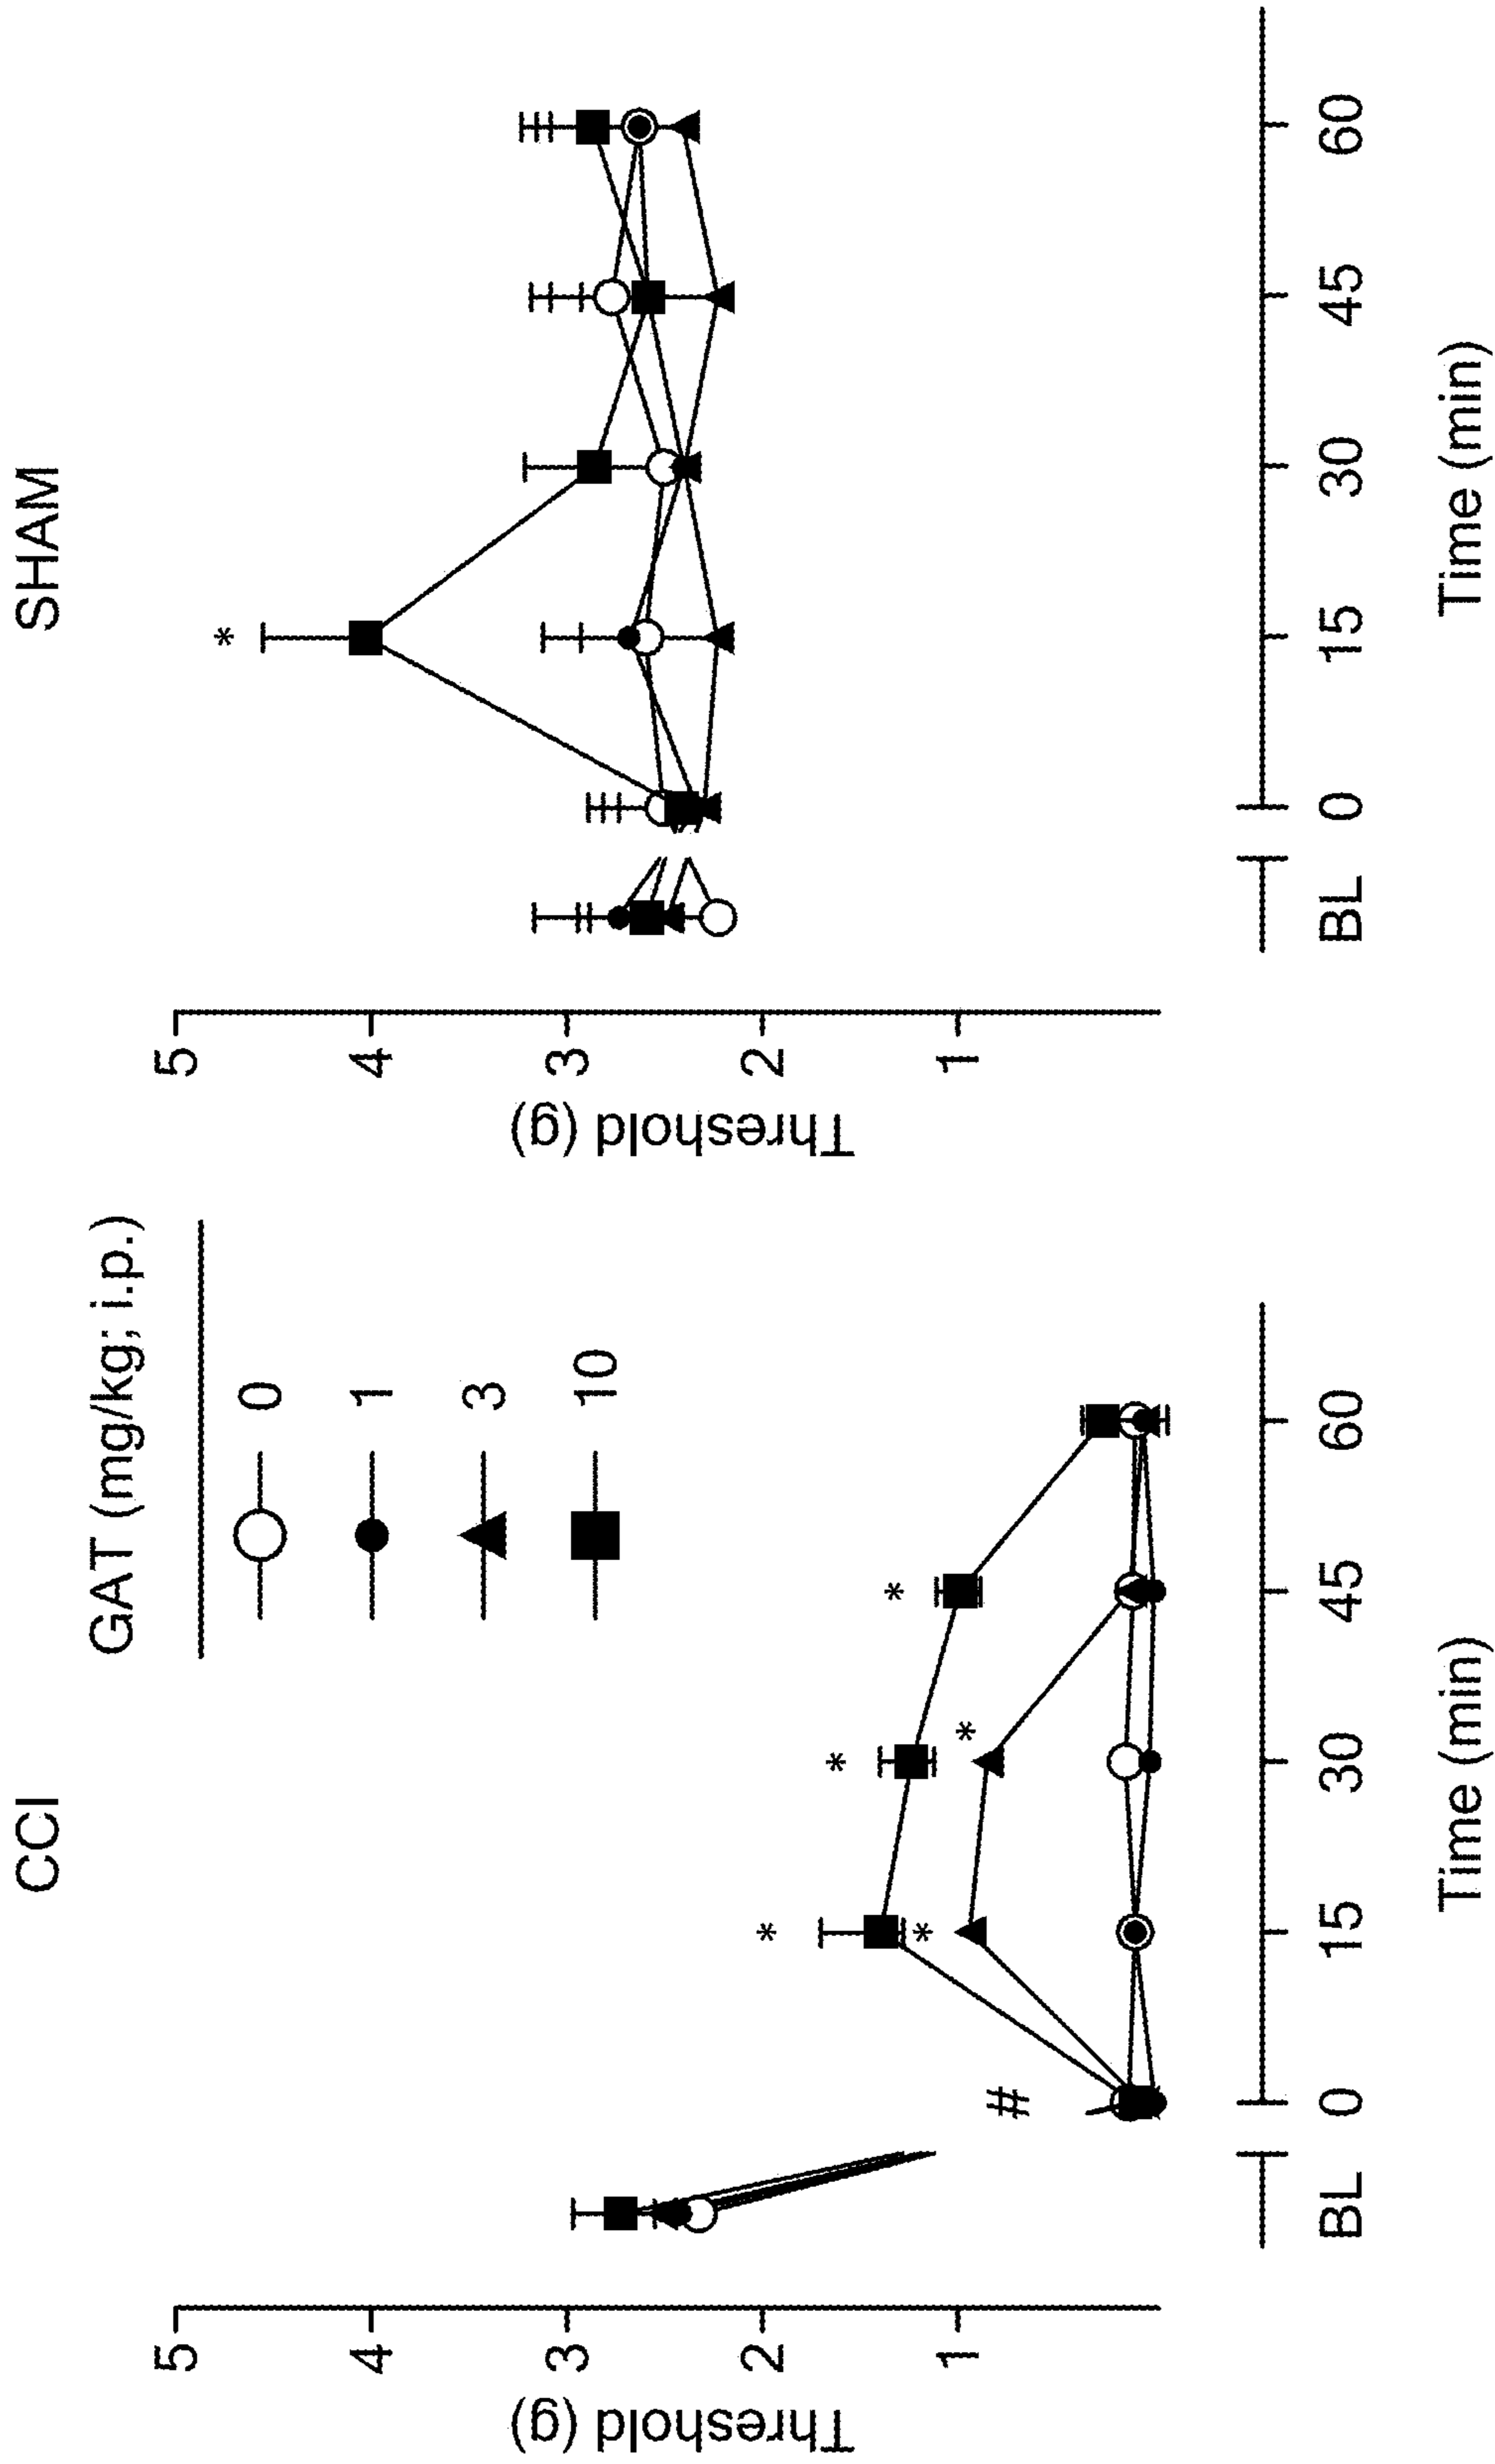 CCI
GAT (mg/kg; i.p.)
0
1
3
10
Threshold (g)
5
4
3
2
1
*
*
*
*
*
#
BL 0 15 30 45 60
Time (min)
SHAM
Threshold (g)
5
4
3
2
1
*
BL 0 15 30 45 60
Time (min)